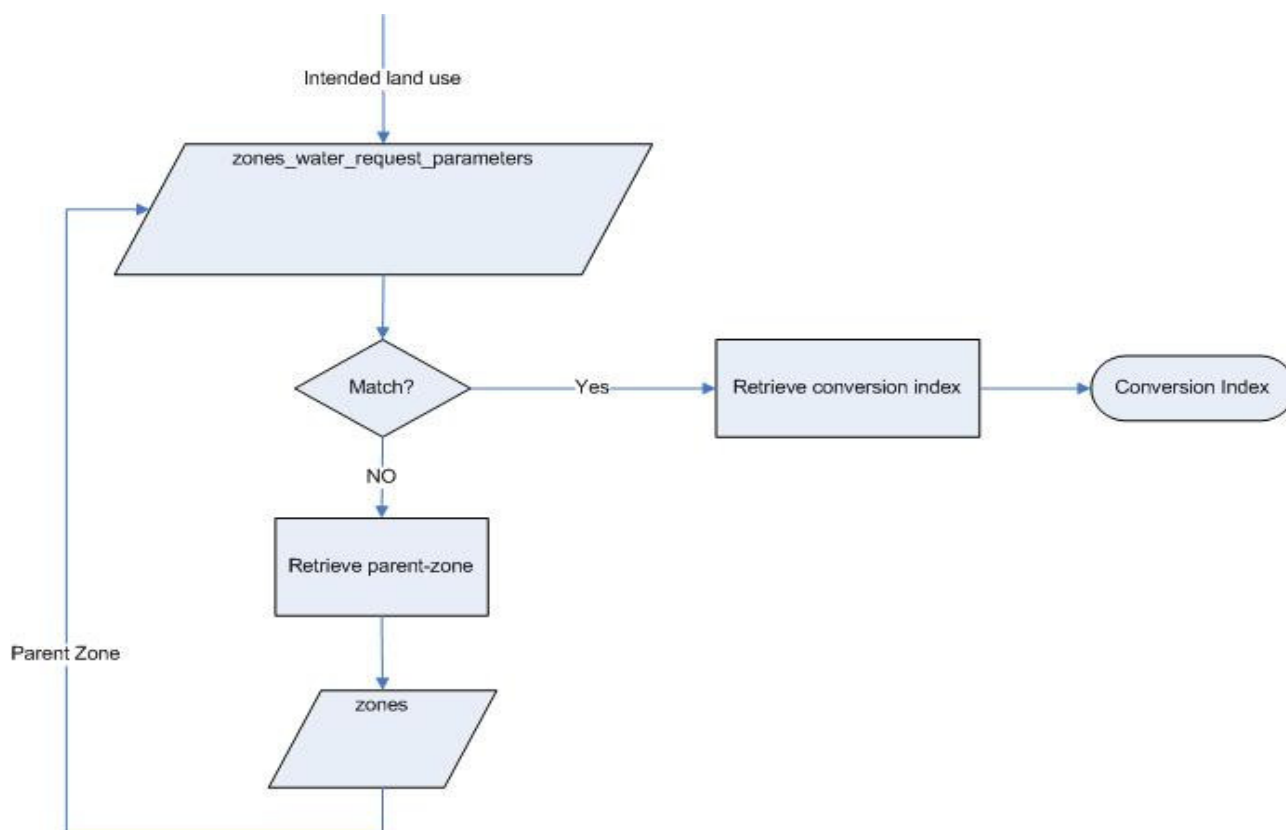 Intended land use
zones_water_request_parameters
Match?
Yes
Retrieve conversion index
Conversion Index
NO
Retrieve parent-zone
Parent Zone
zones